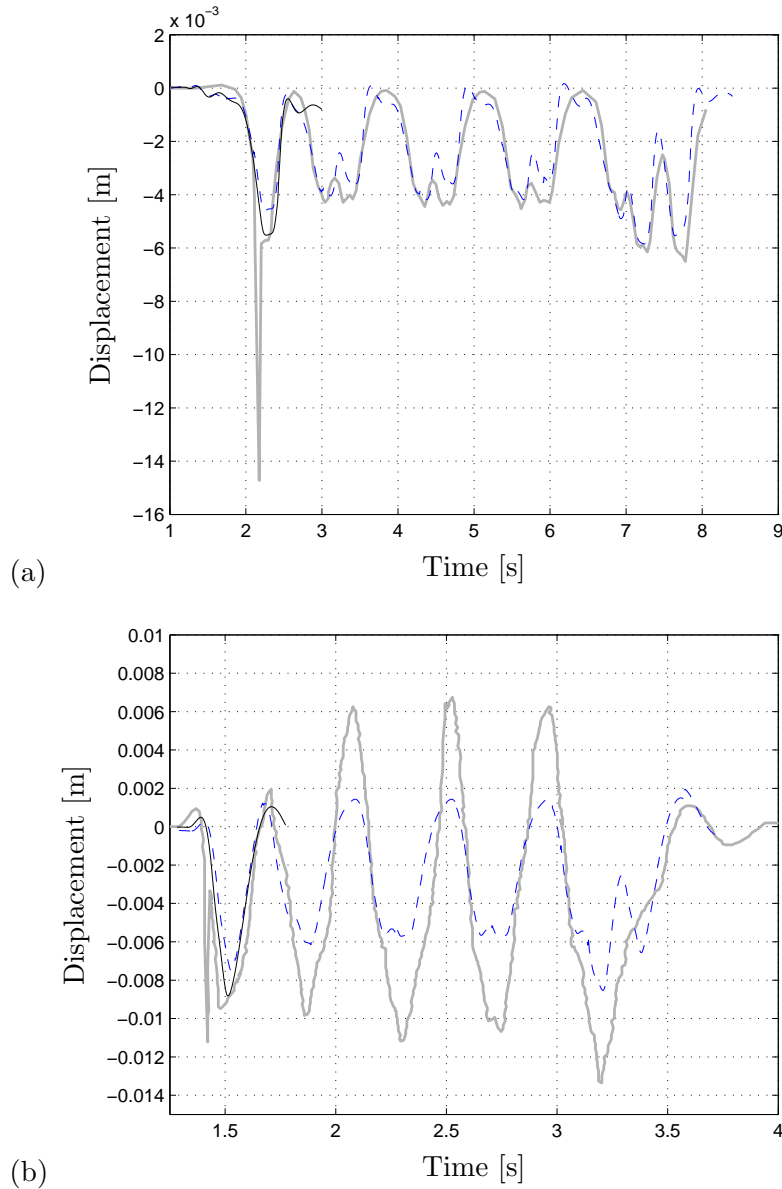 x 10⁻³
2
0
−2
−4
−6
−8
−10
−12
−14
−16
Displacement [m]
1 2 3 4 5 6 7 8 9
Time [s]
(a)
0.01
0.008
0.006
0.004
0.002
0
−0.002
−0.004
−0.006
−0.008
−0.01
−0.012
−0.014
Displacement [m]
1.5 2 2.5 3 3.5 4
Time [s]
(b)